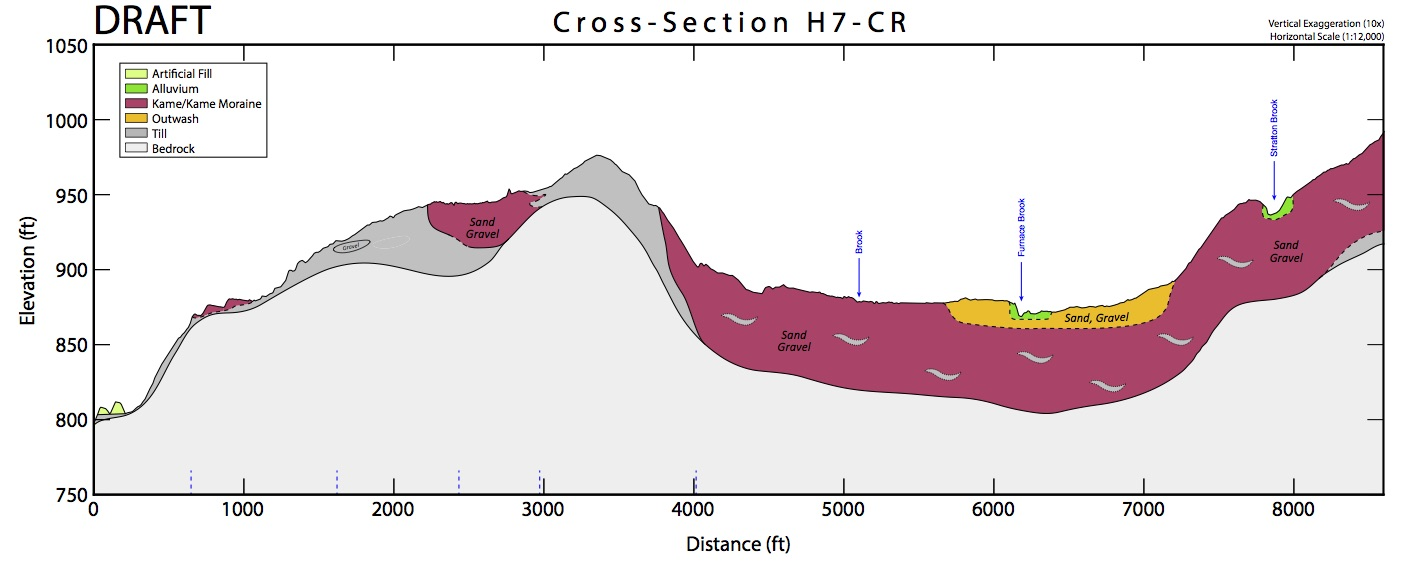 DRAFT
Cross-Section H7-CR
Vertical Exaggeration (10x)
Horizontal Scale (1:12,000)
1050
1000
950
900
850
800
750
Elevation (ft)
Artificial Fill
Alluvium
Kame/Kame Moraine
Outwash
Till
Bedrock
Gravel
Sand
Gravel
Sand
Gravel
Brook
Furnace Brook
Sand, Gravel
Stratton Brook
Sand
Gravel
0
1000
2000
3000
4000
5000
6000
7000
8000
Distance (ft)